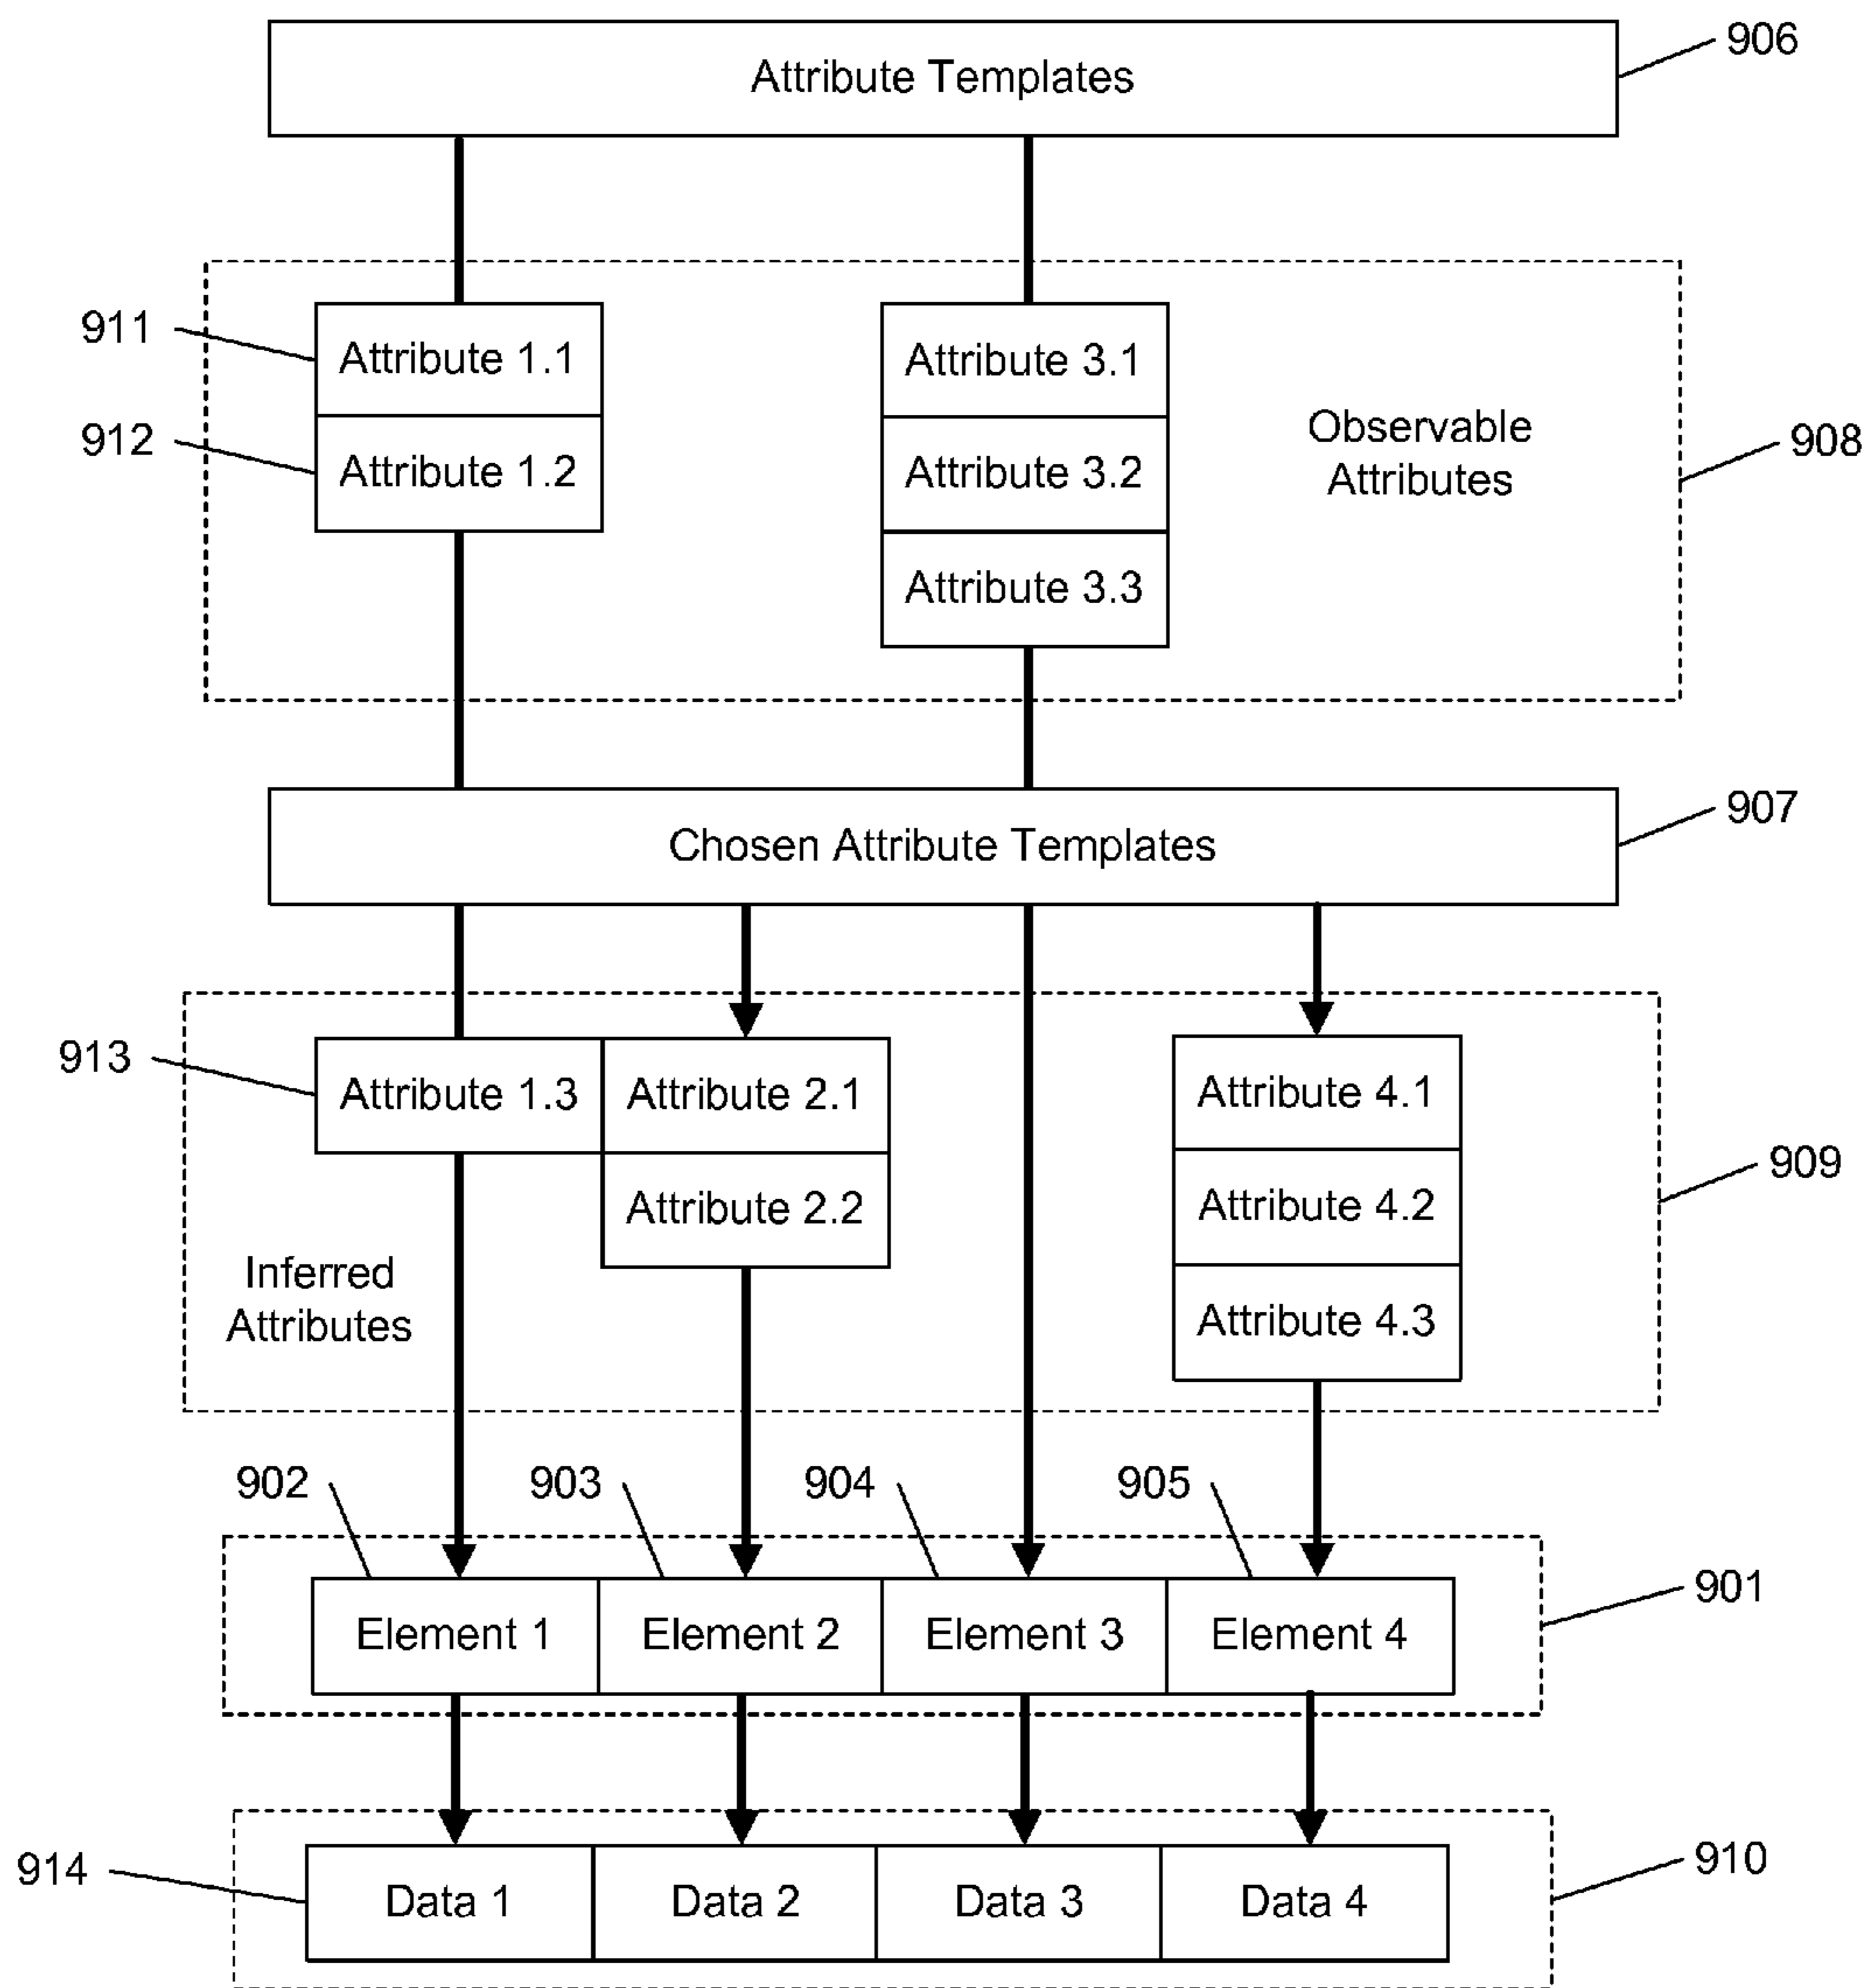 Attribute Templates
906
911
Attribute 1.1
Attribute 3.1
912
Attribute 1.2
Attribute 3.2
Observable
Attributes
908
Attribute 3.3
907
Chosen Attribute Templates
913
Attribute 1.3
Attribute 2.1
Attribute 4.1
909
Attribute 2.2
Attribute 4.2
Inferred
Attributes
Attribute 4.3
902
903
904
905
901
Element 1
Element 2
Element 3
Element 4
914
Data 1
Data 2
Data 3
Data 4
910